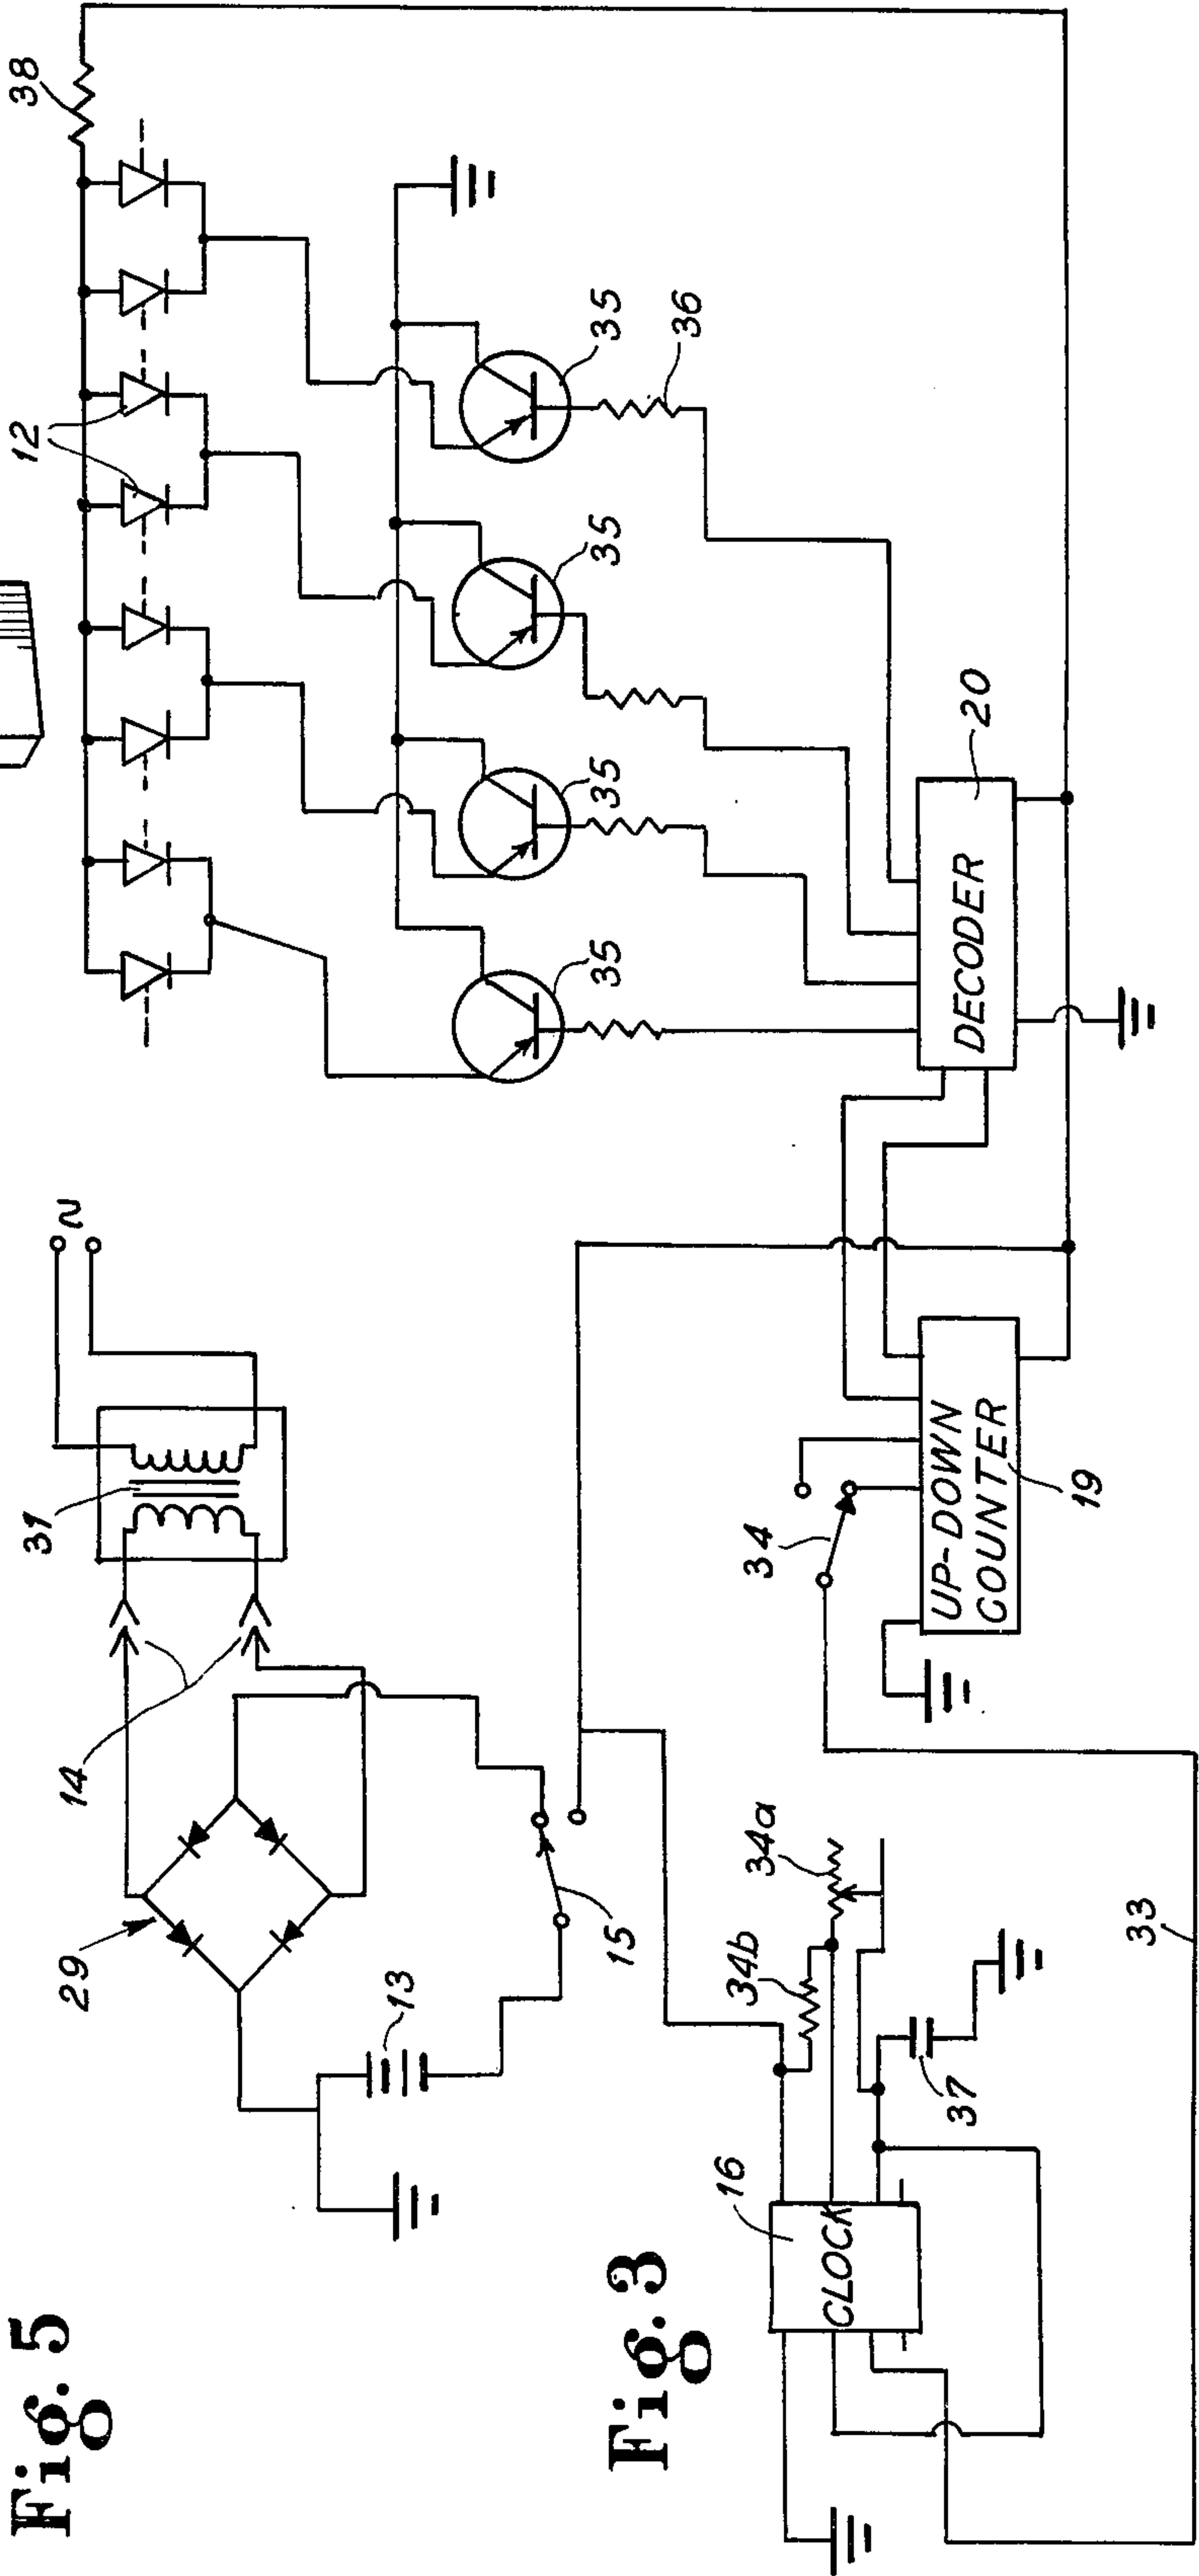 Fig. 5
29
14
31
~
13
15
12
38
35
35
35
35
36
Fig. 3
16
CLOCK
34b
34a
37
33
34
UP-DOWN
COUNTER
19
DECODER
20